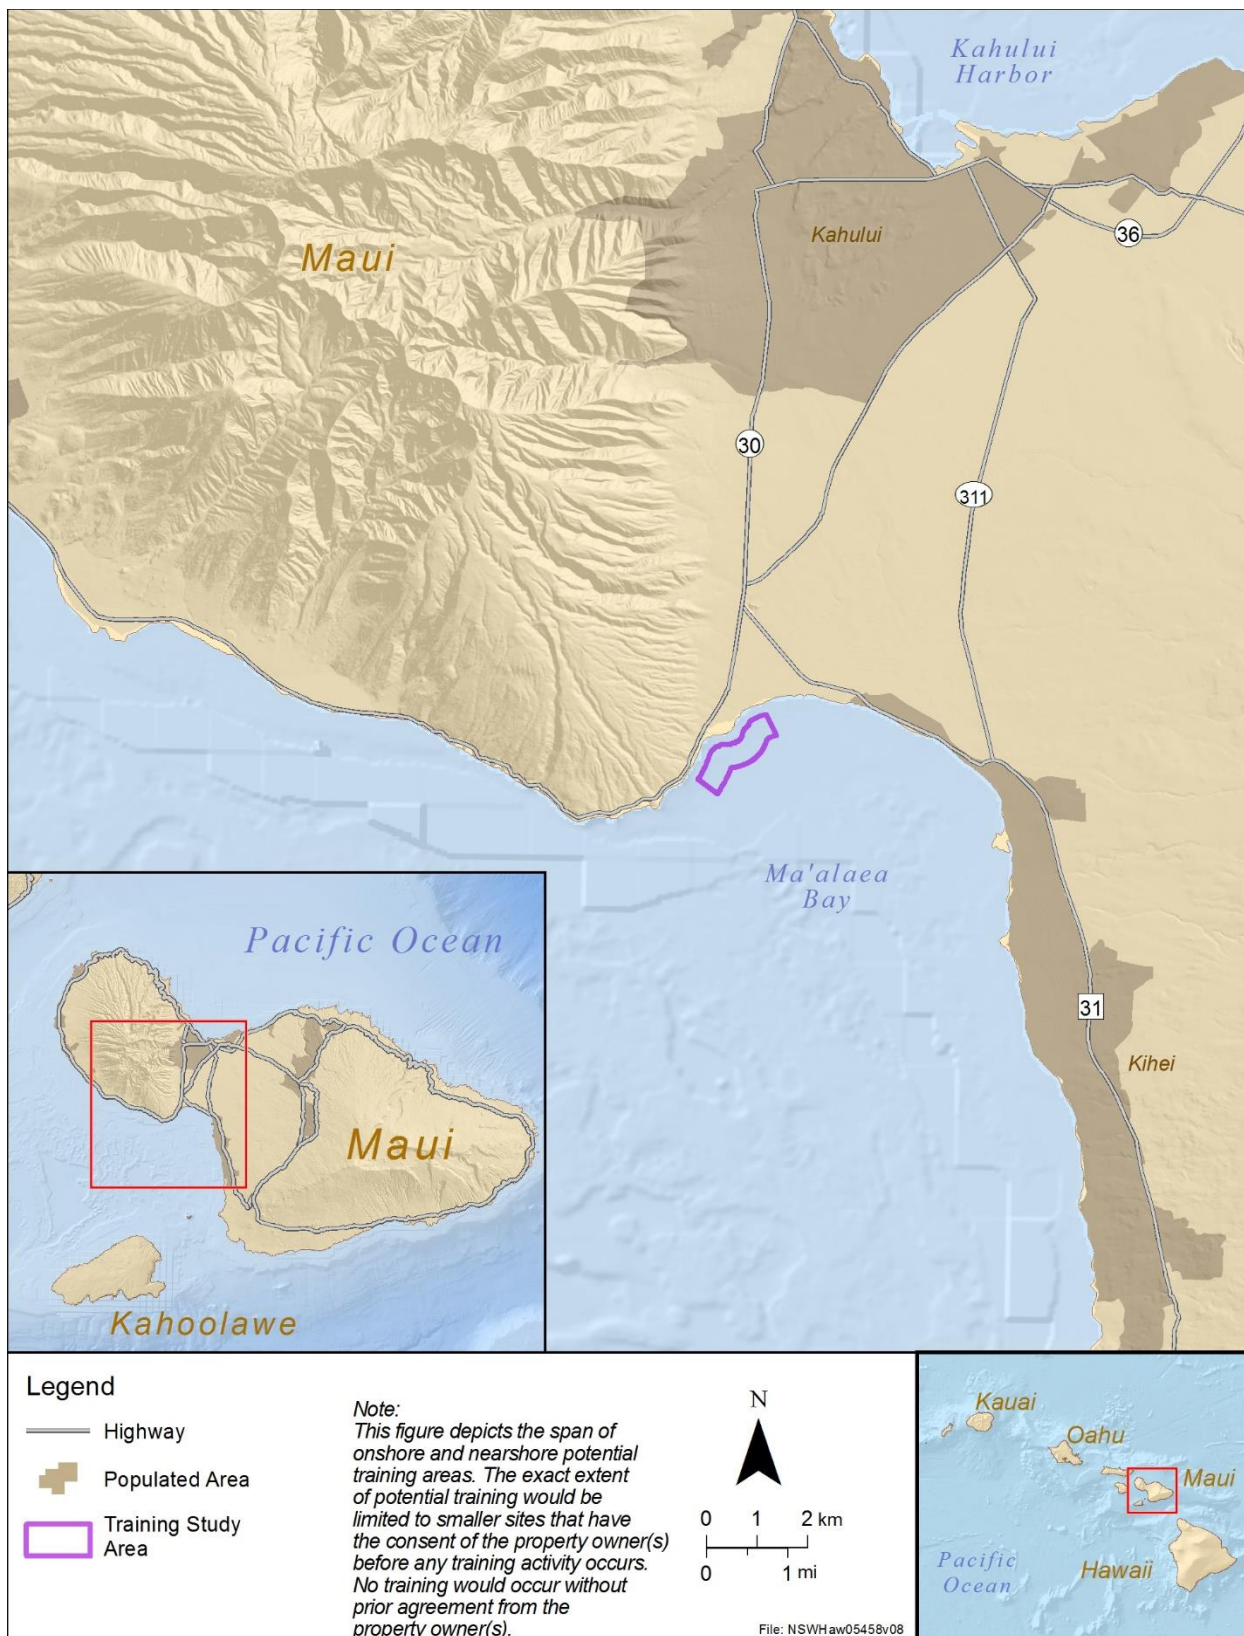 Kahului
Harbor
Maui
Kahului
36
30
311
Ma'alaea
Bay
31
Kihei
Pacific Ocean
Maui
Kahoolawe
Legend
Highway
Populated Area
Training Study
Area
Note:
This figure depicts the span of
onshore and nearshore potential
training areas. The exact extent
of potential training would be
limited to smaller sites that have
the consent of the property owner(s)
before any training activity occurs.
No training would occur without
prior agreement from the
property owner(s).
N
0 1 2 km
0 1 mi
File: NSWHaw05458v08
Kauai
Oahu
Maui
Hawaii
Pacific
Ocean